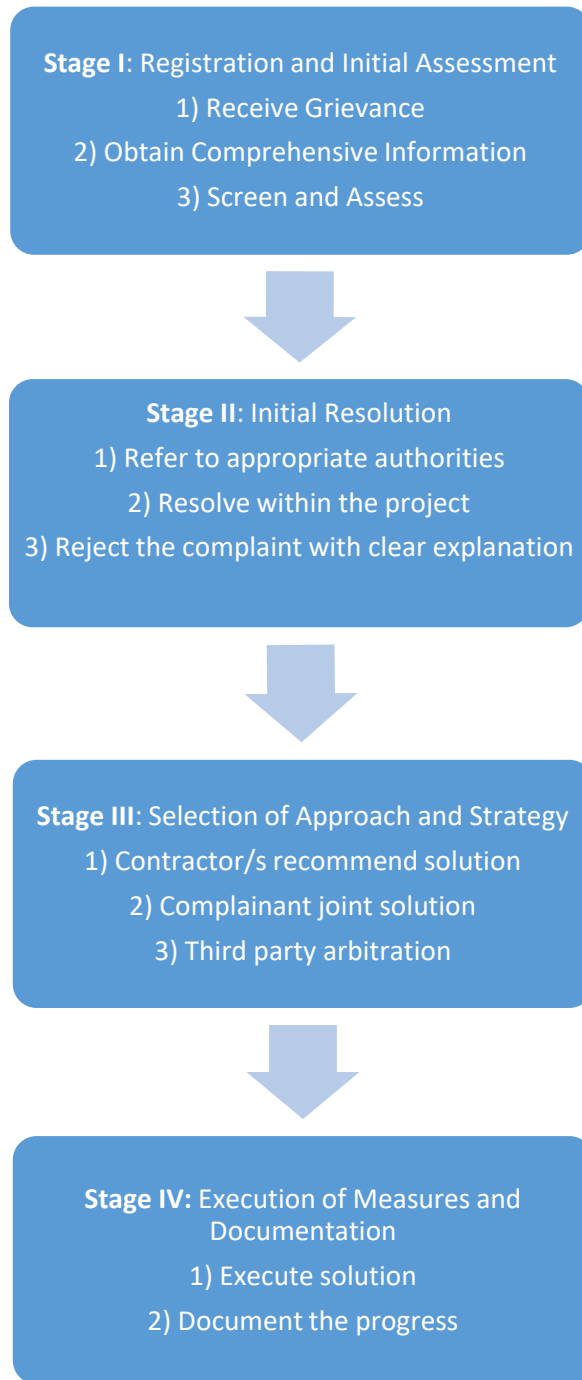 Stage I: Registration and Initial Assessment
1) Receive Grievance
2) Obtain Comprehensive Information
3) Screen and Assess
Stage II: Initial Resolution
1) Refer to appropriate authorities
2) Resolve within the project
3) Reject the complaint with clear explanation
Stage III: Selection of Approach and Strategy
1) Contractor/s recommend solution
2) Complainant joint solution
3) Third party arbitration
Stage IV: Execution of Measures and
Documentation
1) Execute solution
2) Document the progress